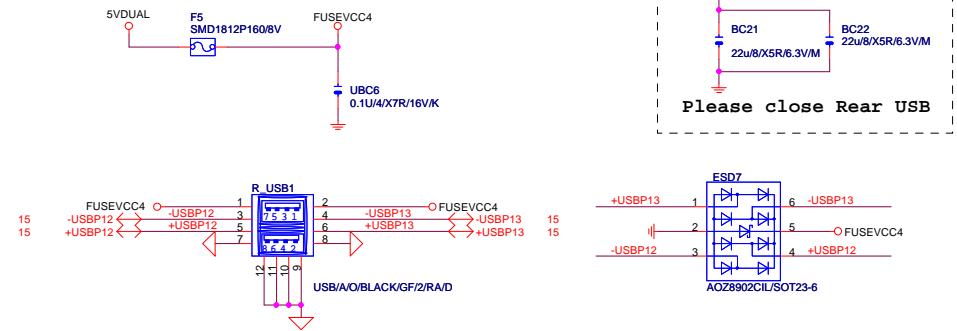 5VDUAL
F5
SMD1812P160/8V
FUSEVCC4
UBC6
0.1U/4/X7R/16V/K
BC21
22u/8/X5R/6.3V/M
BC22
22u/8/X5R/6.3V/M
Please close Rear USB
R_USB1
FUSEVCC4
1
2
FUSEVCC4
15
-USBP12
-USBP12
3
7 5 3 1
4
-USBP13
-USBP13
15
15
+USBP12
+USBP12
5
6
+USBP13
+USBP13
15
7
8 6 4 2
8
12
11
10
9
USB/A/O/BLACK/GF/2/RA/D
ESD7
+USBP13
1
6
-USBP13
2
5
FUSEVCC4
-USBP12
3
4
+USBP12
AOZ8902CIL/SOT23-6